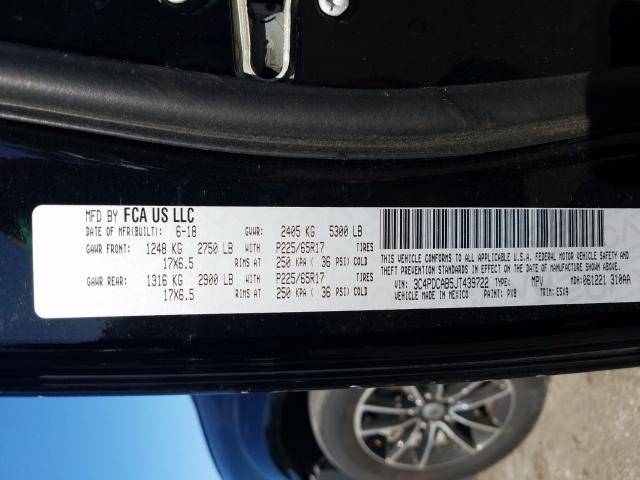 MFD BY FCA US LLC
DATE OF MFR(BUILT): 6-18 GVWR: 2405 KG 5300 LB
GAWR FRONT: 1248 KG 2750 LB WITH P225/65R17 TIRES
17X6.5 RIMS AT 250 KPA ( 36 PSI) COLD
GAWR REAR: 1316 KG 2900 LB WITH P225/65R17 TIRES
17X6.5 RIMS AT 250 KPA ( 36 PSI) COLD
THIS VEHICLE CONFORMS TO ALL APPLICABLE U.S.A. FEDERAL MOTOR VEHICLE SAFETY AND
THEFT PREVENTION STANDARDS IN EFFECT ON THE DATE OF MANUFACTURE SHOWN ABOVE.
VIN: 3C4PDCAB5JT439722 TYPE: MPV MDH: 061221 310AA
VEHICLE MADE IN MEXICO PAINT: PX8 TRIM: E5X9